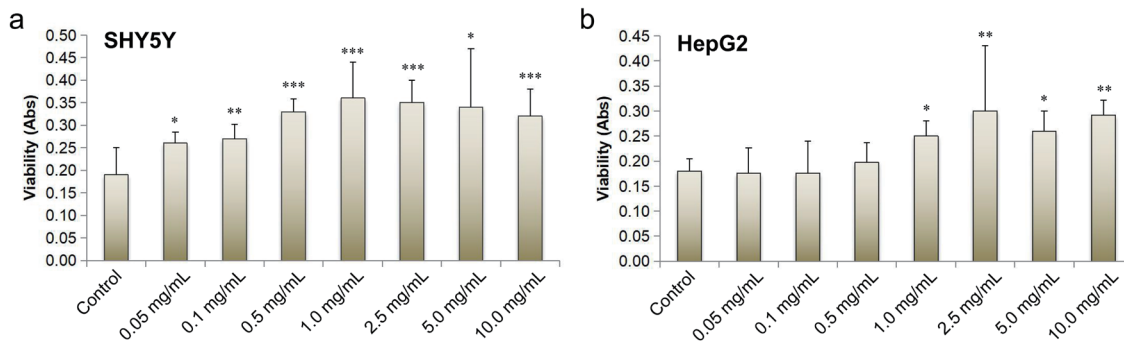 a
SHY5Y
Viability (Abs)
0.50
0.45
0.40
0.35
0.30
0.25
0.20
0.15
0.10
0.05
0.00
*
**
***
***
***
*
***
Control
0.05 mg/mL
0.1 mg/mL
0.5 mg/mL
1.0 mg/mL
2.5 mg/mL
5.0 mg/mL
10.0 mg/mL
b
HepG2
Viability (Abs)
0.45
0.40
0.35
0.30
0.25
0.20
0.15
0.10
0.05
0.00
*
**
*
**
Control
0.05 mg/mL
0.1 mg/mL
0.5 mg/mL
1.0 mg/mL
2.5 mg/mL
5.0 mg/mL
10.0 mg/mL